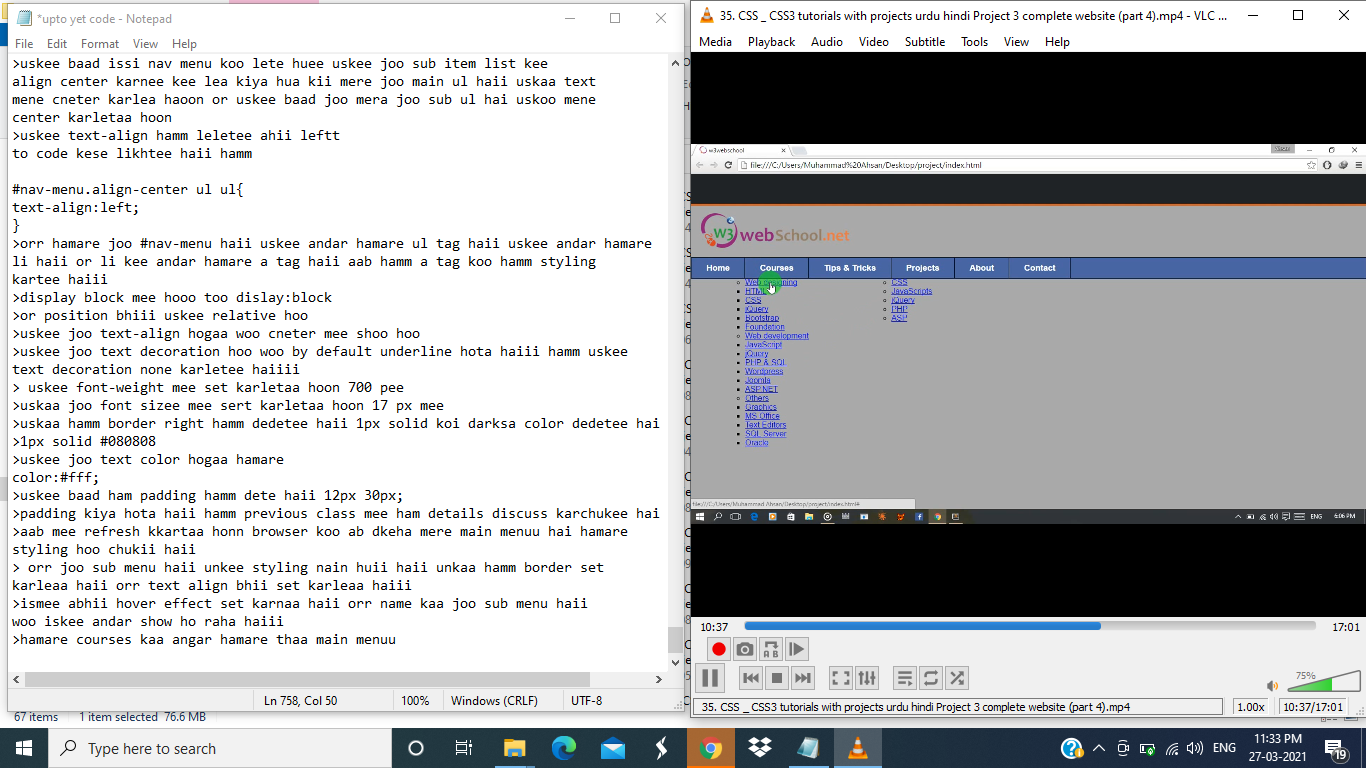 *upto yet code - Notepad
File Edit Format View Help
>uskee baad issi nav menu koo lete huee uskee joo sub item list kee
align center karnee kee lea kiya hua kii mere joo main ul haii uskaa text
mene cneter karlea haoon or uskee baad joo mera joo sub ul hai uskoo mene
center karletaa hoon
>uskee text-align hamm leletee ahii leftt
to code kese likhtee haii hamm
#nav-menu.align-center ul ul{
text-align:left;
}
>orr hamare joo #nav-menu haii uskee andar hamare ul tag haii uskee andar hamare
li haii or li kee andar hamare a tag haii aab hamm a tag koo hamm styling
kartee haiii
>display block mee hooo too dislay:block
>or position bhiii uskee relative hoo
>uskee joo text-align hogaa woo cneter mee shoo hoo
>uskee joo text decoration hoo woo by default underline hota haiii hamm uskee
text decoration none karletee haiiii
> uskee font-weight mee set karletaa hoon 700 pee
>uskaa joo font sizee mee sert karletaa hoon 17 px mee
>uskaa hamm border right hamm dedetee haii 1px solid koi darksa color dedetee hai
>1px solid #080808
>uskee joo text color hogaa hamare
color:#fff;
>uskee baad ham padding hamm dete haii 12px 30px;
>padding kiya hota haii hamm previous class mee ham details discuss karchukee hai
>aab mee refresh kkartaa honn browser koo ab dkeha mere main menuu hai hamare
styling hoo chukii haii
> orr joo sub menu haii unkee styling nain huii haii unkaa hamm border set
karleaa haii orr text align bhii set karleaa haiii
>ismee abhii hover effect set karnaa haii orr name kaa joo sub menu haii
woo iskee andar show ho raha haiii
>hamare courses kaa angar hamare thaa main menuu
Ln 758, Col 50 100% Windows (CRLF) UTF-8
67 items 1 item selected 76.6 MB
35. CSS _ CSS3 tutorials with projects urdu hindi Project 3 complete website (part 4).mp4 - VLC ...
Media Playback Audio Video Subtitle Tools View Help
w3webschool
file:///C:/Users/Muhammad%20Ahsan/Desktop/project/index.html
W3 webSchool.net
Home Courses Tips & Tricks Projects About Contact
Web designing CSS
HTML JavaScripts
CSS jQuery
jQuery PHP
Bootstrap ASP
Foundation
Web development
JavaScript
jQuery
PHP & SQL
Wordpress
Joomla
ASP.NET
Others
Graphics
MS Office
Text Editors
SQL Server
Oracle
file:///C:/Users/Muhammad Ahsan/Desktop/project/index.html#
ENG 6:06 PM
10:37 17:01
A B
75%
35. CSS _ CSS3 tutorials with projects urdu hindi Project 3 complete website (part 4).mp4 1.00x 10:37/17:01
Type here to search
ENG 11:33 PM
27-03-2021
19